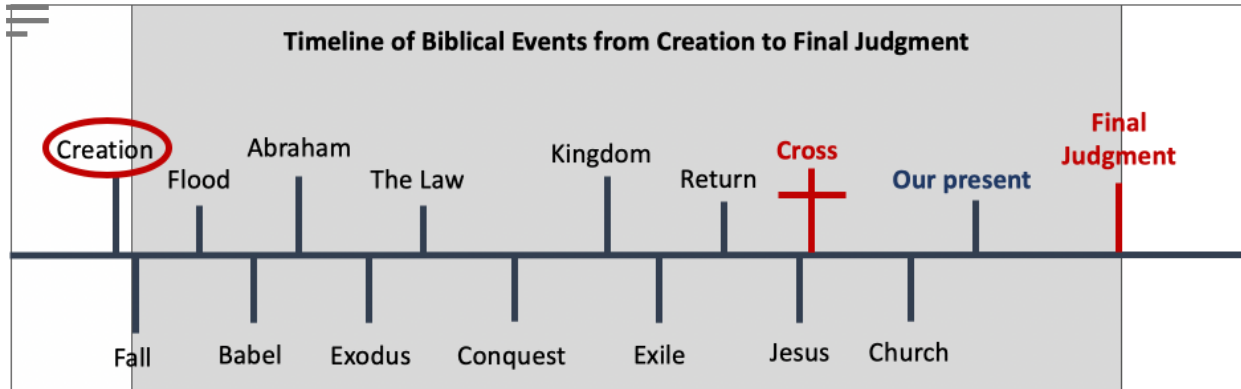 Timeline of Biblical Events from Creation to Final Judgment
Creation
Flood
Abraham
The Law
Kingdom
Return
Cross
Our present
Final
Judgment
Fall
Babel
Exodus
Conquest
Exile
Jesus
Church